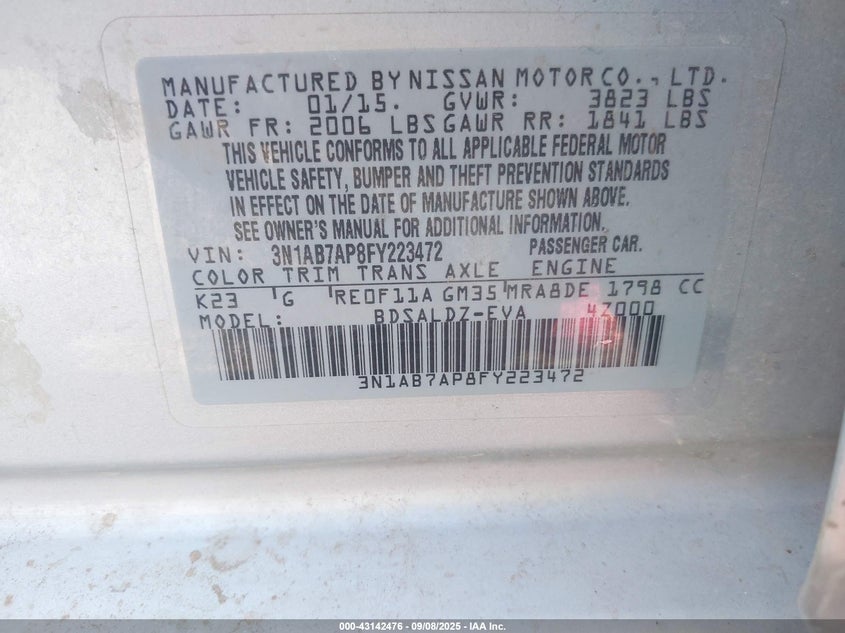 MANUFACTURED BY NISSAN MOTOR CO., LTD.
DATE: 01/15. GVWR: 3823 LBS
GAWR FR: 2006 LBS GAWR RR: 1841 LBS
THIS VEHICLE CONFORMS TO ALL APPLICABLE FEDERAL MOTOR
VEHICLE SAFETY, BUMPER AND THEFT PREVENTION STANDARDS
IN EFFECT ON THE DATE OF MANUFACTURE SHOWN ABOVE.
SEE OWNER'S MANUAL FOR ADDITIONAL INFORMATION.
VIN: 3N1AB7AP8FY223472 PASSENGER CAR.
COLOR TRIM TRANS AXLE ENGINE
K23 G RE0F11A GM35 MRA8DE 1798 CC
MODEL: BDSALDZ-EVA 4Z000
3N1AB7AP8FY223472
000-43142476 - 09/08/2025 - IAA Inc.